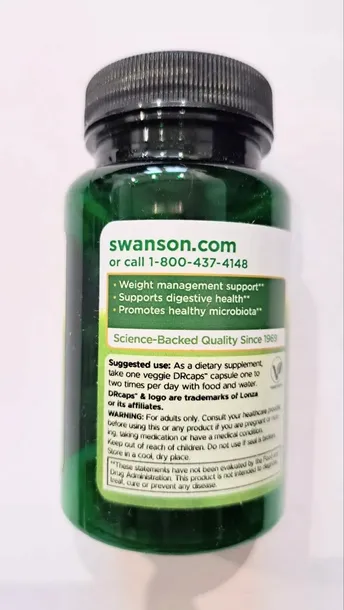 swanson.com
or call 1-800-437-4148
• Weight management support**
• Supports digestive health**
• Promotes healthy microbiota**
Science-Backed Quality Since 1969
Suggested use: As a dietary supplement,
take one veggie DRcaps™ capsule one to
two times per day with food and water.
DRcaps™ & logo are trademarks of Lonza
or its affiliates.
WARNING: For adults only. Consult your healthcare provider
before using this or any product if you are pregnant or
ing, taking medication or have a medical condition.
Keep out of reach of children. Do not use if seal is broken.
Store in a cool, dry place.
**These statements have not been evaluated by the Food and
Drug Administration. This product is not intended to diagnose,
treat, cure or prevent any disease.